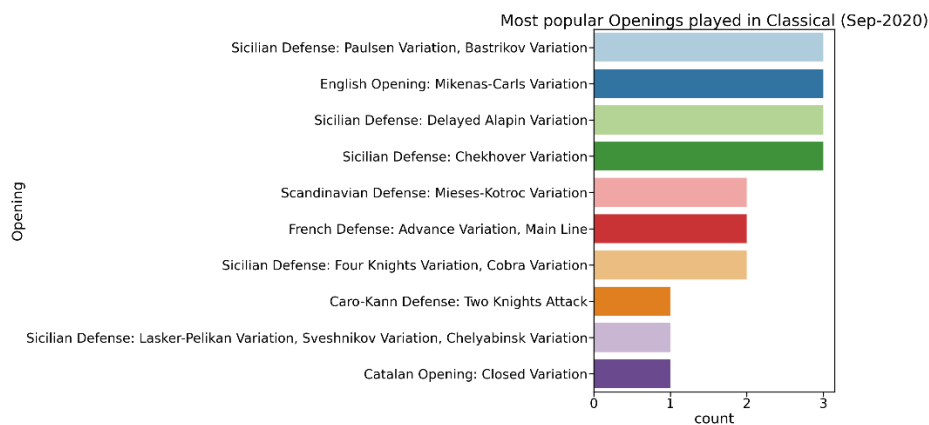 Most popular Openings played in Classical (Sep-2020)
Opening
Sicilian Defense: Paulsen Variation, Bastrikov Variation
English Opening: Mikenas-Carls Variation
Sicilian Defense: Delayed Alapin Variation
Sicilian Defense: Chekhover Variation
Scandinavian Defense: Mieses-Kotroc Variation
French Defense: Advance Variation, Main Line
Sicilian Defense: Four Knights Variation, Cobra Variation
Caro-Kann Defense: Two Knights Attack
Sicilian Defense: Lasker-Pelikan Variation, Sveshnikov Variation, Chelyabinsk Variation
Catalan Opening: Closed Variation
0 1 2 3
count